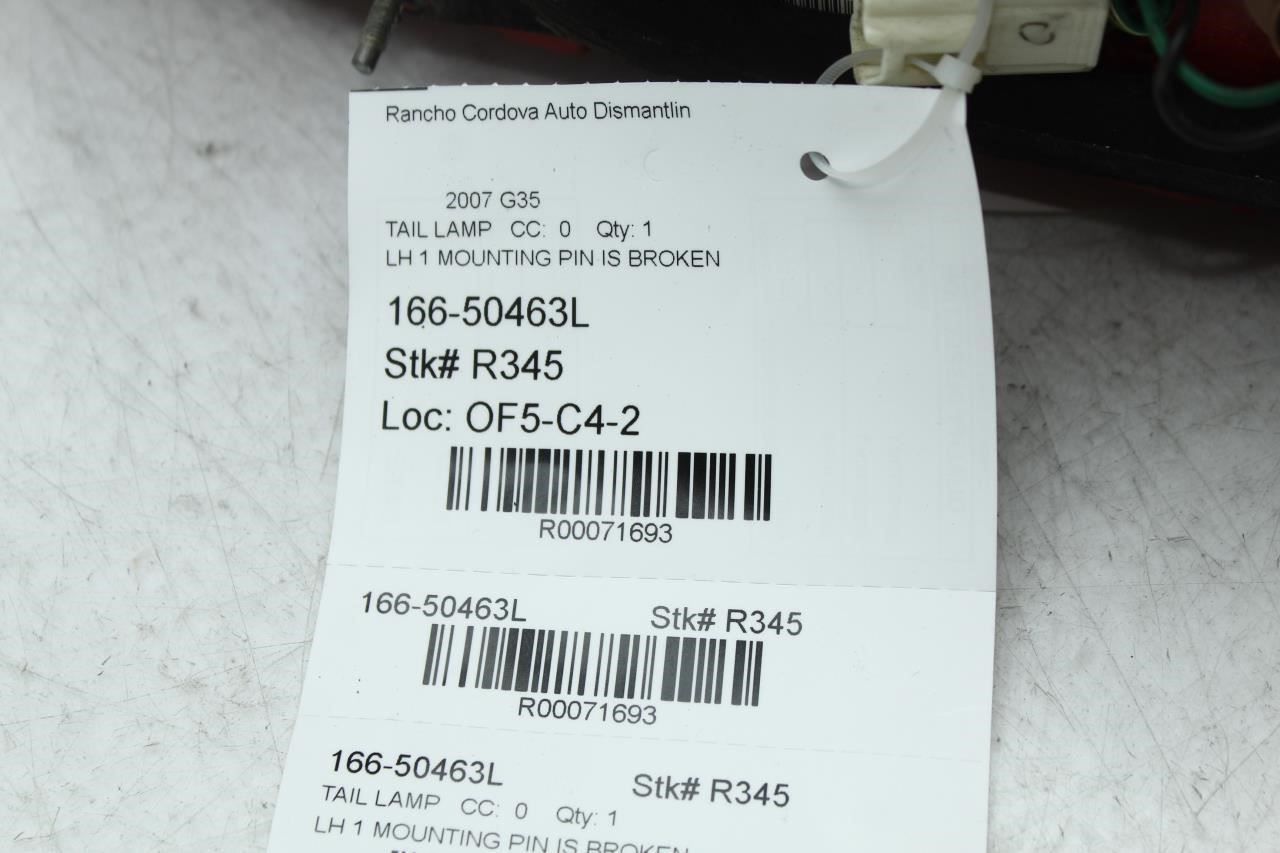 Rancho Cordova Auto Dismantlin
2007 G35
TAIL LAMP CC: 0 Qty: 1
LH 1 MOUNTING PIN IS BROKEN
166-50463L
Stk# R345
Loc: OF5-C4-2
R00071693
166-50463L Stk# R345
R00071693
166-50463L Stk# R345
TAIL LAMP CC: 0 Qty: 1
LH 1 MOUNTING PIN IS BROKEN